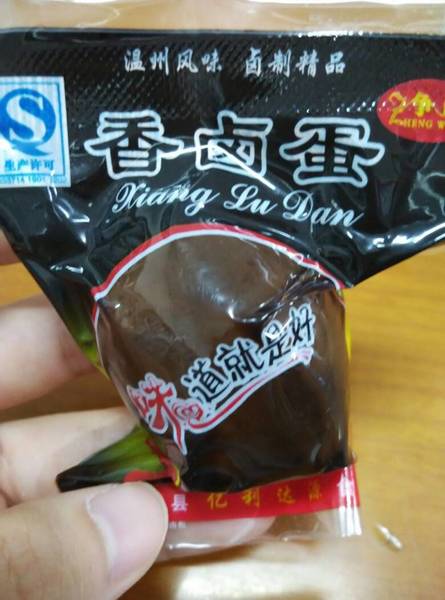 温州风味 卤制精品
生产许可
香卤蛋
Xiang Lu Dan
味道就是好
县亿利达源